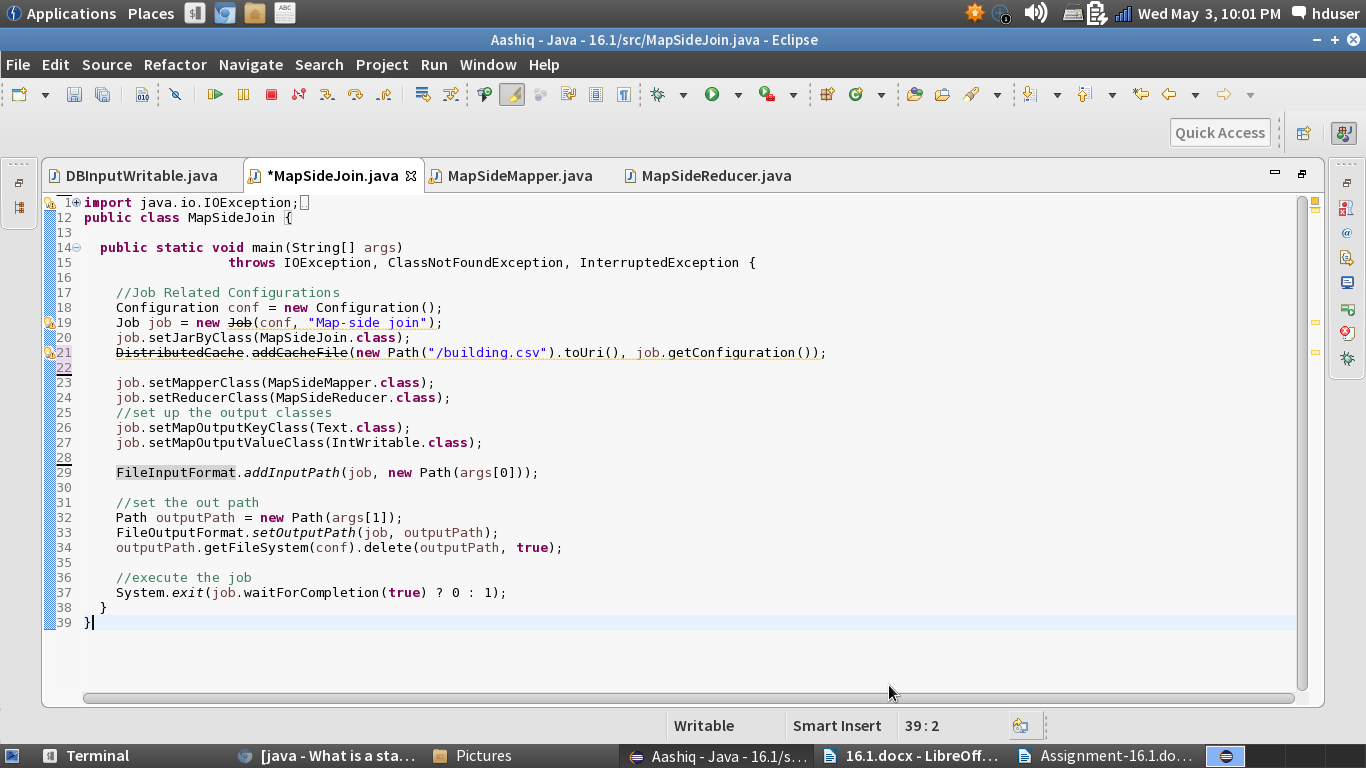 Applications Places Wed May 3, 10:01 PM hduser
Aashiq - Java - 16.1/src/MapSideJoin.java - Eclipse
File Edit Source Refactor Navigate Search Project Run Window Help
Quick Access
DBInputWritable.java *MapSideJoin.java MapSideMapper.java MapSideReducer.java
1 import java.io.IOException;
12 public class MapSideJoin {
13
14 public static void main(String[] args)
15 throws IOException, ClassNotFoundException, InterruptedException {
16
17 //Job Related Configurations
18 Configuration conf = new Configuration();
19 Job job = new Job(conf, "Map-side join");
20 job.setJarByClass(MapSideJoin.class);
21 DistributedCache.addCacheFile(new Path("/building.csv").toUri(), job.getConfiguration());
22
23 job.setMapperClass(MapSideMapper.class);
24 job.setReducerClass(MapSideReducer.class);
25 //set up the output classes
26 job.setMapOutputKeyClass(Text.class);
27 job.setMapOutputValueClass(IntWritable.class);
28
29 FileInputFormat.addInputPath(job, new Path(args[0]));
30
31 //set the out path
32 Path outputPath = new Path(args[1]);
33 FileOutputFormat.setOutputPath(job, outputPath);
34 outputPath.getFileSystem(conf).delete(outputPath, true);
35
36 //execute the job
37 System.exit(job.waitForCompletion(true) ? 0 : 1);
38 }
39 }
Writable Smart Insert 39 : 2
Terminal [java - What is a sta... Pictures Aashiq - Java - 16.1/s... 16.1.docx - LibreOff... Assignment-16.1.do...